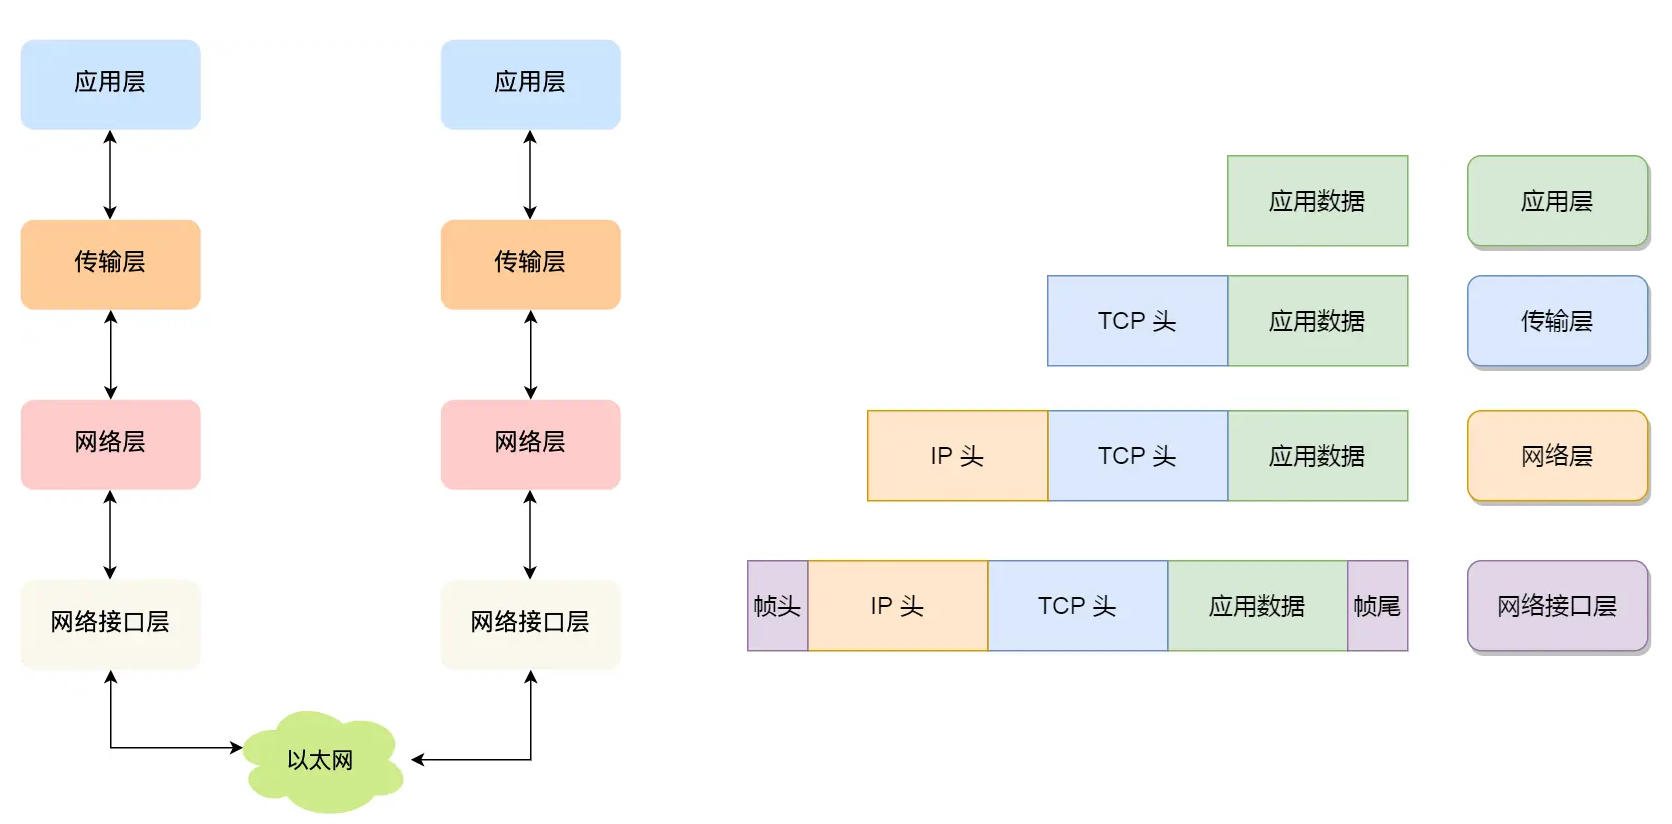 应用层
传输层
网络层
网络接口层
应用层
传输层
网络层
网络接口层
以太网
应用数据
应用层
TCP 头
应用数据
传输层
IP 头
TCP 头
应用数据
网络层
帧头
IP 头
TCP 头
应用数据
帧尾
网络接口层